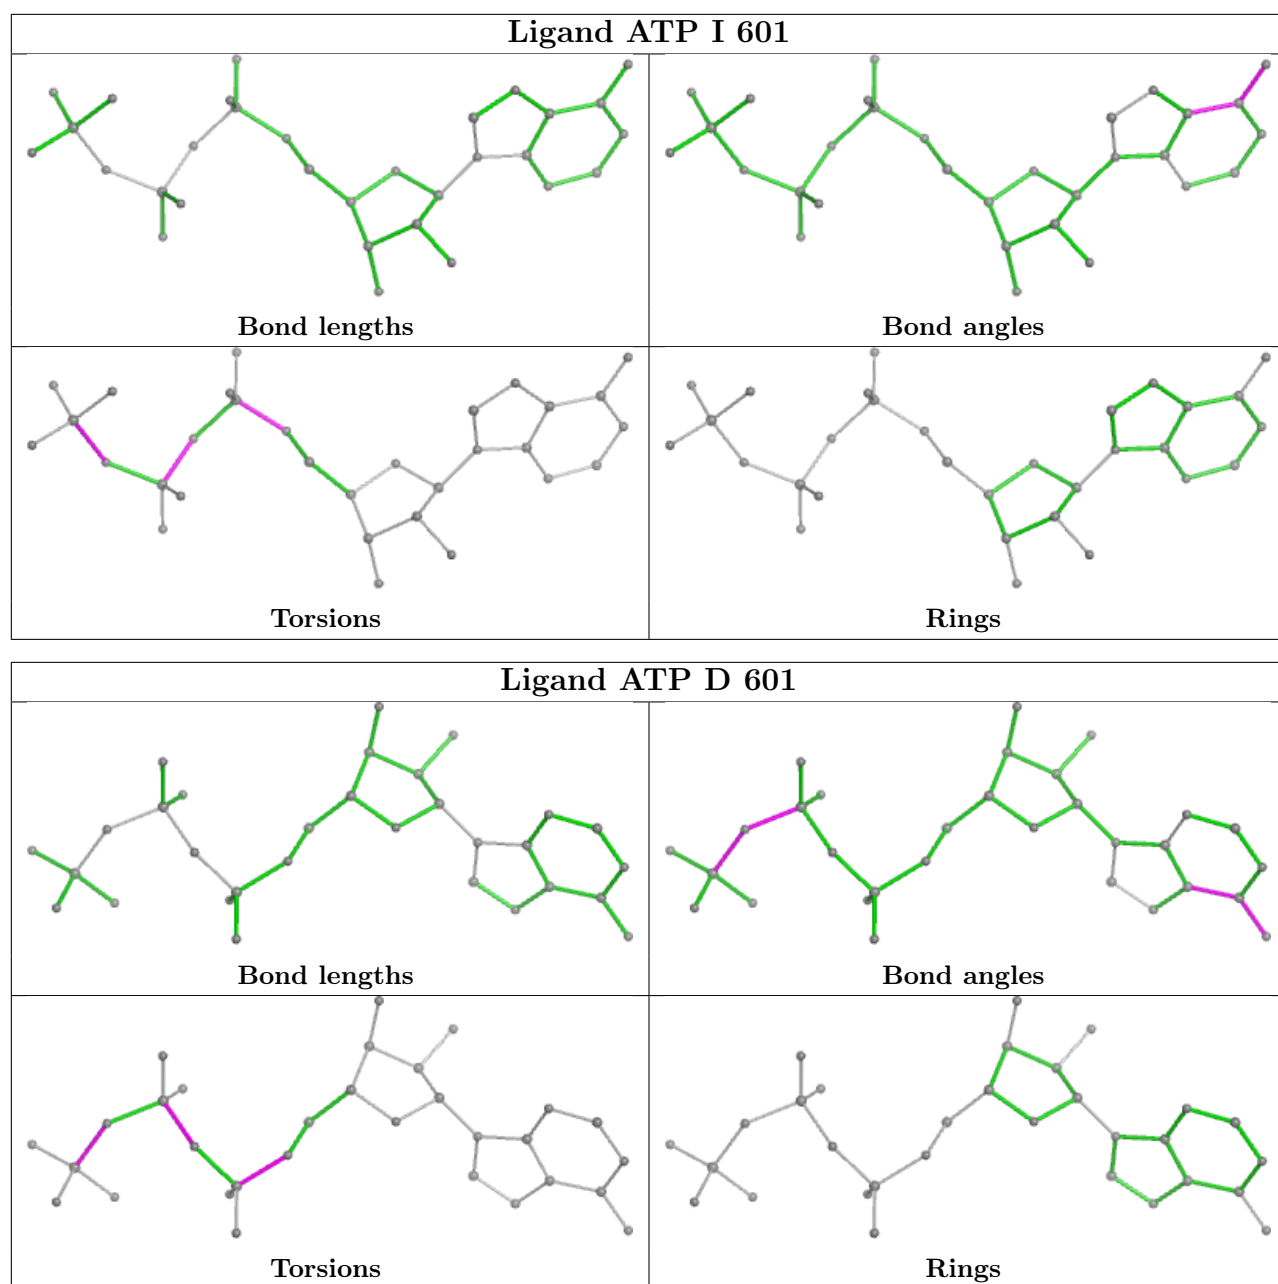 Ligand ATP I 601
Bond lengths
Bond angles
Torsions
Rings
Ligand ATP D 601
Bond lengths
Bond angles
Torsions
Rings